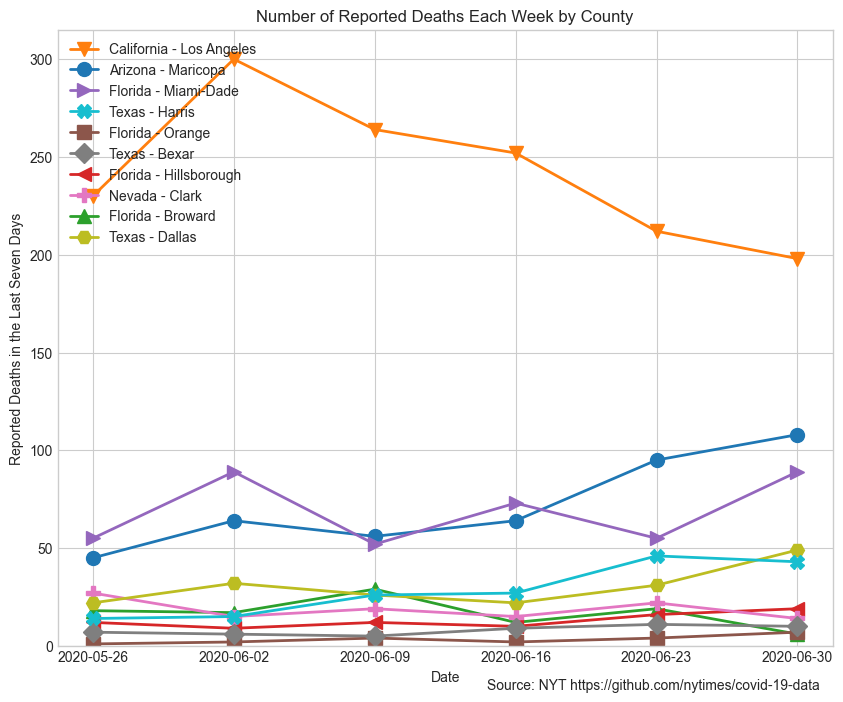 Number of Reported Deaths Each Week by County
California - Los Angeles
Arizona - Maricopa
Florida - Miami-Dade
Texas - Harris
Florida - Orange
Texas - Bexar
Florida - Hillsborough
Nevada - Clark
Florida - Broward
Texas - Dallas
Reported Deaths in the Last Seven Days
300
250
200
150
100
50
0
2020-05-26 2020-06-02 2020-06-09 2020-06-16 2020-06-23 2020-06-30
Date
Source: NYT https://github.com/nytimes/covid-19-data